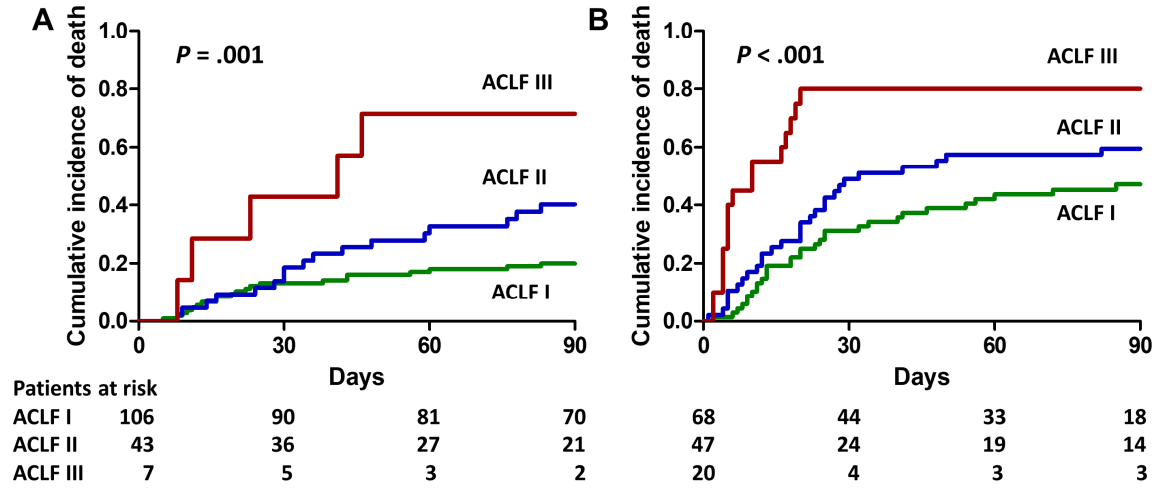 A
B
Cumulative incidence of death
1.0
0.8
0.6
0.4
0.2
0.0
P = .001
ACLF III
ACLF II
ACLF I
0 30 60 90
Days
Cumulative incidence of death
1.0
0.8
0.6
0.4
0.2
0.0
P < .001
ACLF III
ACLF II
ACLF I
0 30 60 90
Days
Patients at risk
ACLF I 106 90 81 70 68 44 33 18
ACLF II 43 36 27 21 47 24 19 14
ACLF III 7 5 3 2 20 4 3 3